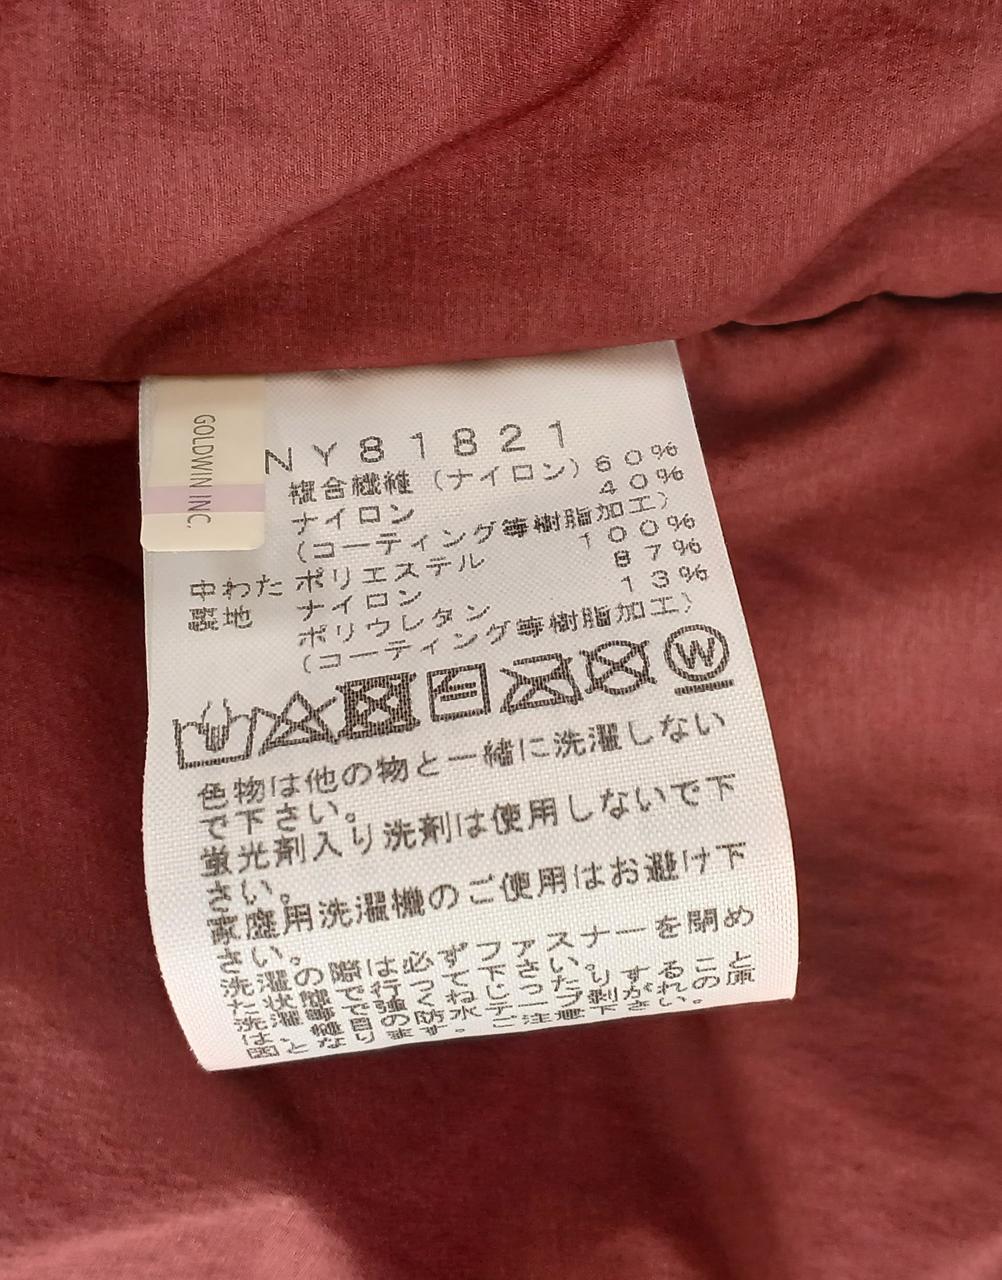 GOLDWIN INC
NY81821
複合繊維（ナイロン） 60%
ナイロン 40%
（コーティング等樹脂加工）
中わた ポリエステル 100%
裏地 ナイロン 87%
ポリウレタン 13%
（コーティング等樹脂加工）
W
色物は他の物と一緒に洗濯しない
で下さい。
蛍光剤入り洗剤は使用しないで下
さい。
家庭用洗濯機のご使用はお避け下
さい。
洗濯の際は必ずファスナーを閉め
た状態で行って下さい。